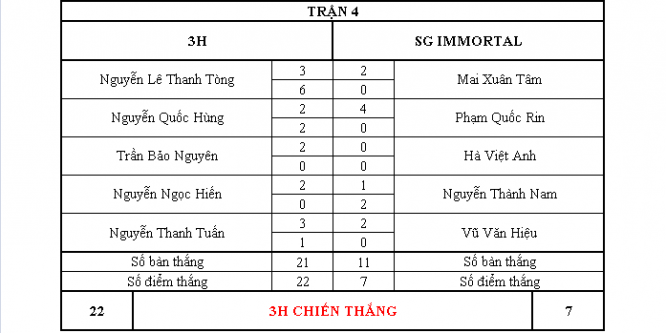 TRẬN 4
3H SG IMMORTAL
Nguyễn Lê Thanh Tòng 3 2 Mai Xuân Tâm
6 0
Nguyễn Quốc Hùng 2 4 Phạm Quốc Rin
2 0
Trần Bảo Nguyên 2 0 Hà Việt Anh
0 0
Nguyễn Ngọc Hiến 2 1 Nguyễn Thành Nam
0 2
Nguyễn Thanh Tuấn 3 2 Vũ Văn Hiệu
1 0
Số bàn thắng 21 11 Số bàn thắng
Số điểm thắng 22 7 Số điểm thắng
22 3H CHIẾN THẮNG 7